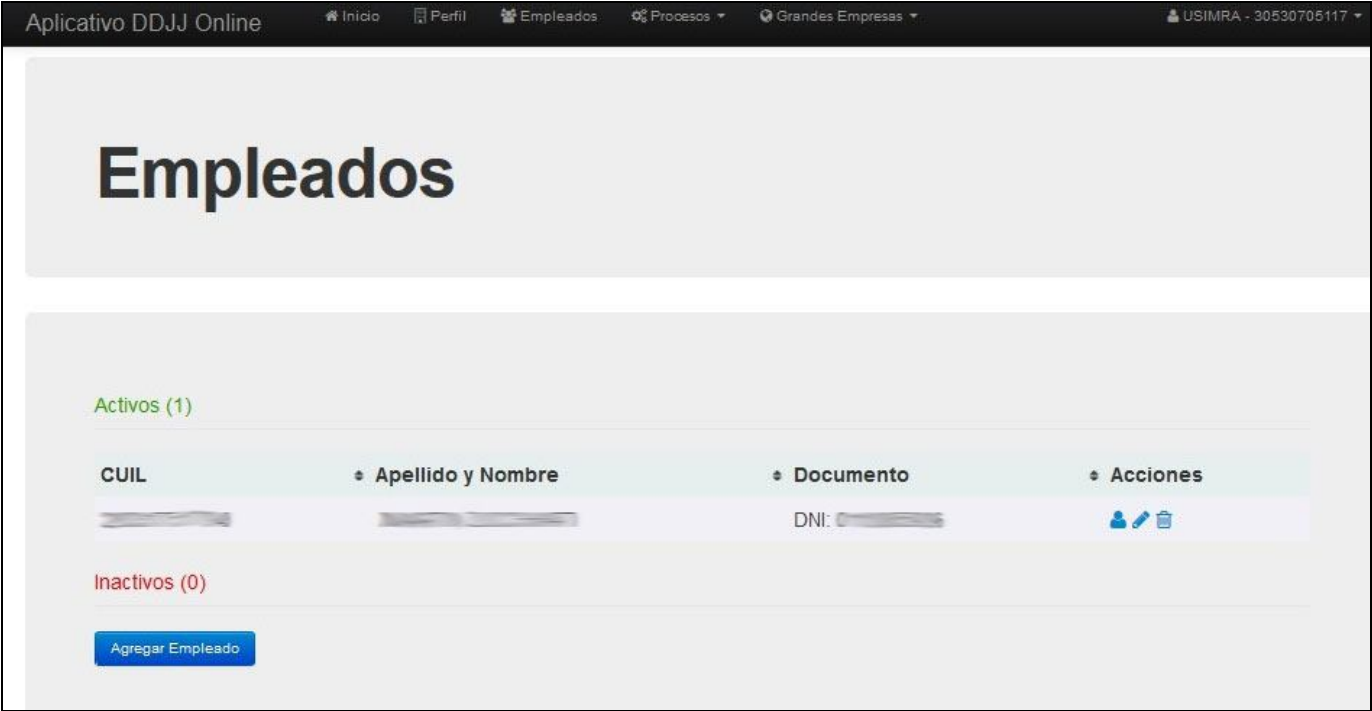 Aplicativo DDJJ Online Inicio Perfil Empleados Procesos Grandes Empresas USIMRA - 30530705117
Empleados
Activos (1)
CUIL Apellido y Nombre Documento Acciones
DNI:
Inactivos (0)
Agregar Empleado